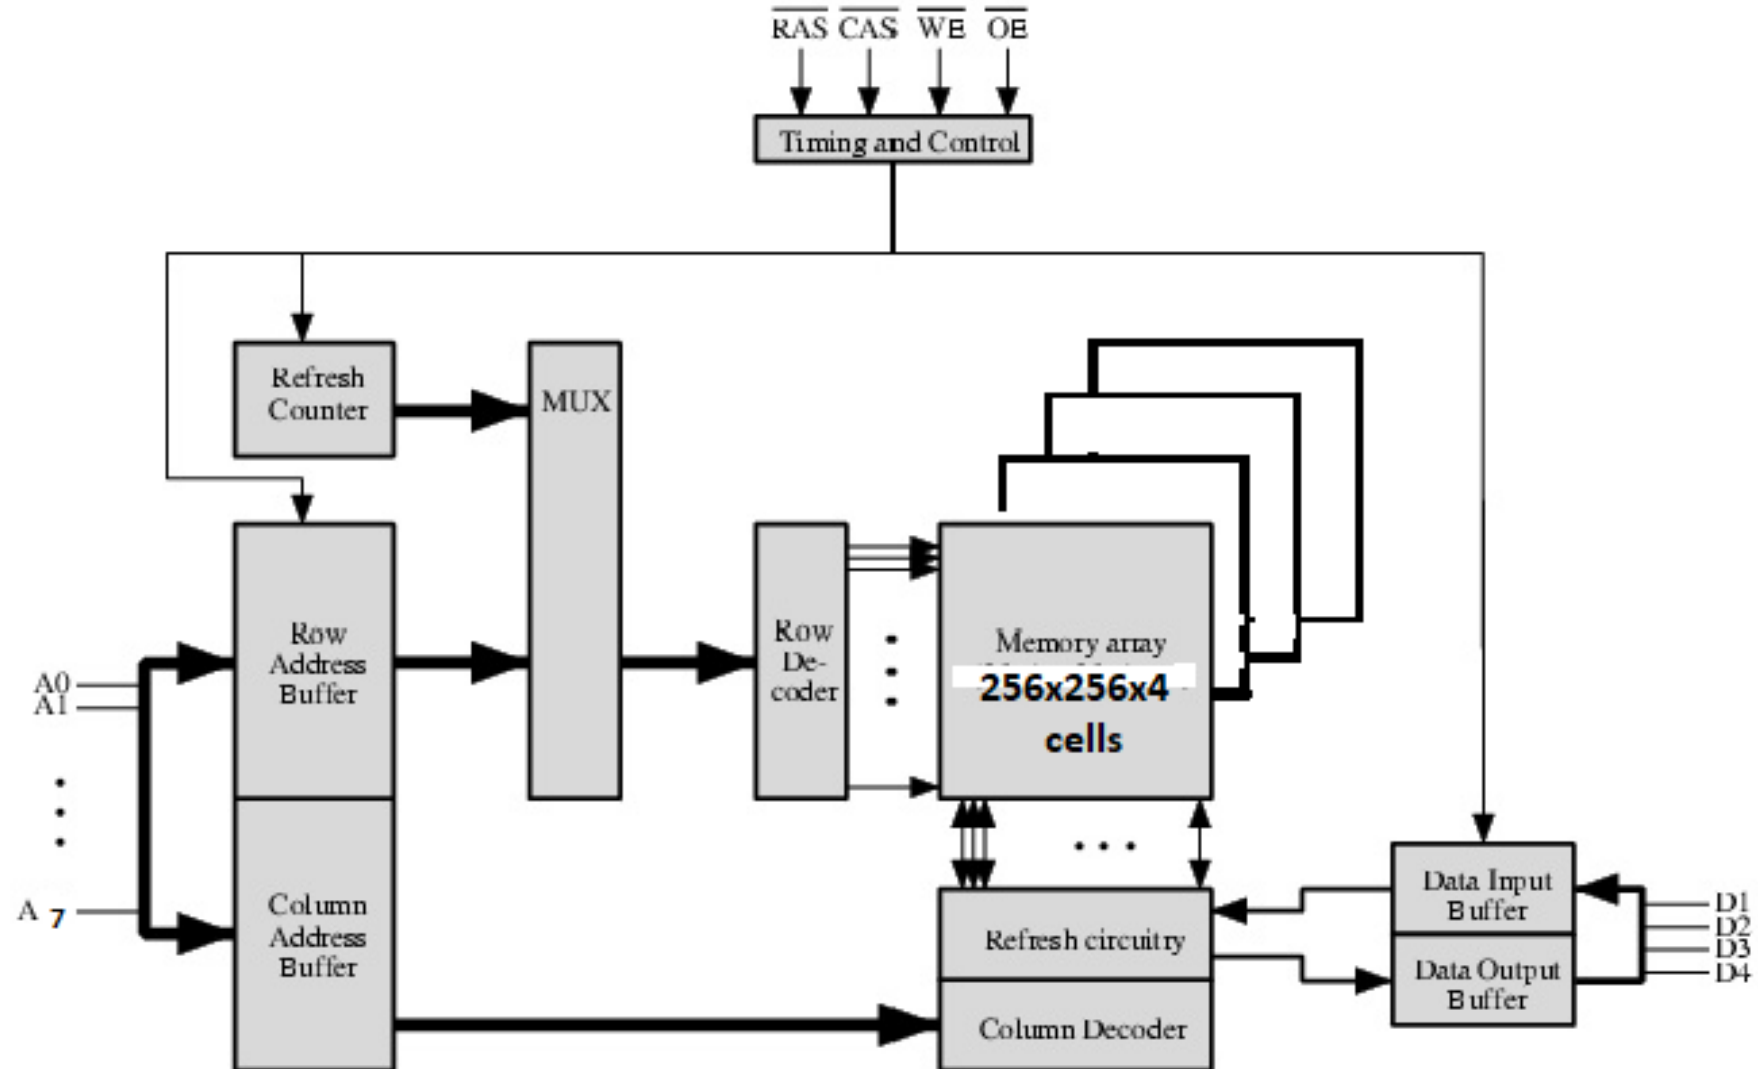 RAS CAS WE OE
Timing and Control
Refresh
Counter
MUX
Row
Address
Buffer
Row
De-
coder
Memory array
256x256x4
cells
A0
A1
A 7
Column
Address
Buffer
Refresh circuitry
Column Decoder
Data Input
Buffer
Data Output
Buffer
D1
D2
D3
D4